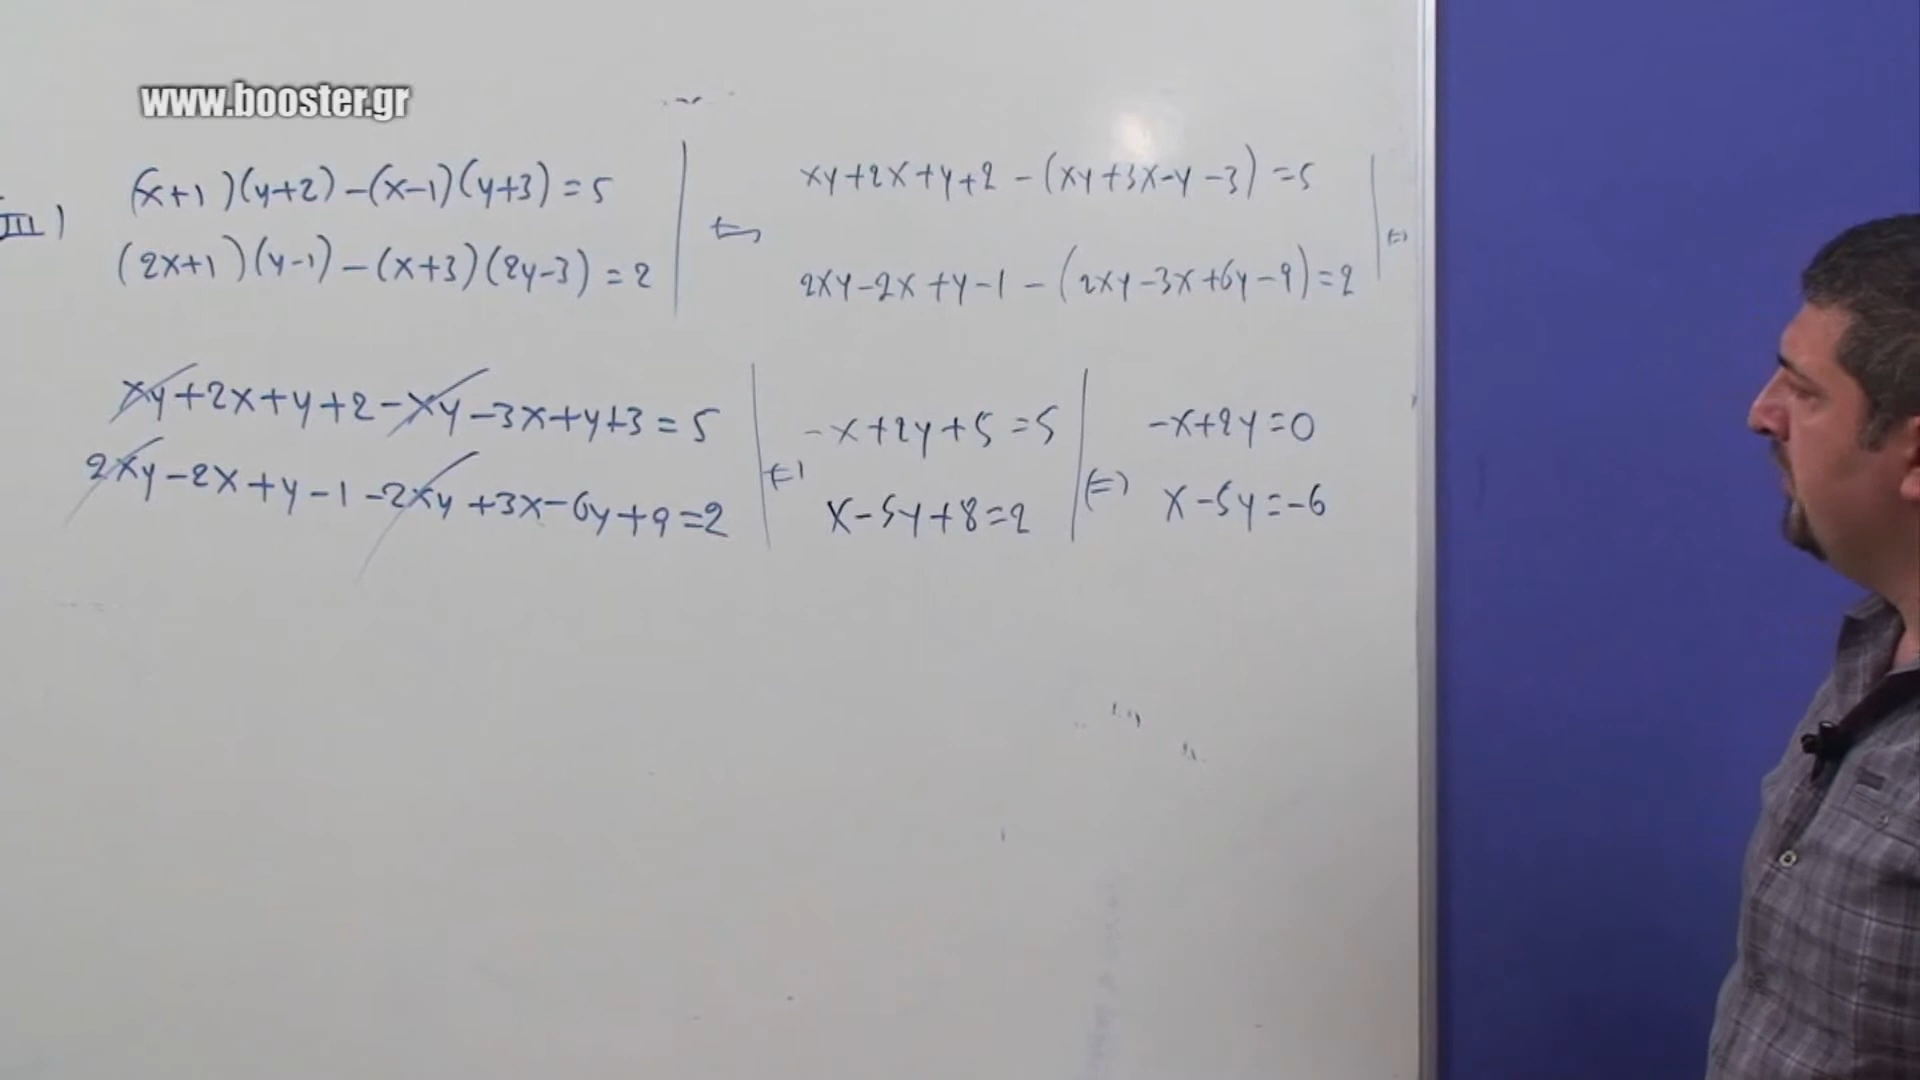 www.booster.gr
III) (x+1)(y+2)-(x-1)(y+3)=5
(2x+1)(y-1)-(x+3)(2y-3)=2
⇔
xy+2x+y+2-(xy+3x-y-3)=5
2xy-2x+y-1-(2xy-3x+6y-9)=2
⇔
xy+2x+y+2-xy-3x+y+3=5
2xy-2x+y-1-2xy+3x-6y+9=2
⇔
-x+2y+5=5
x-5y+8=2
⇔
-x+2y=0
x-5y=-6